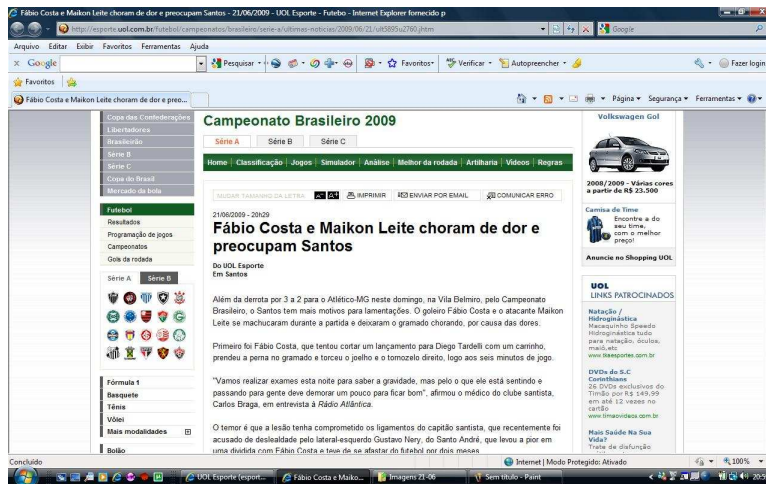 Fábio Costa e Maikon Leite choram de dor e preocupam Santos - 21/06/2009 - UOL Esporte - Futebo - Internet Explorer fornecido p
http://esporte.uol.com.br/futebol/campeonatos/brasileiro/serie-a/ultimas-noticias/2009/06/21/ult5895u2760.jhtm
Google
Arquivo Editar Exibir Favoritos Ferramentas Ajuda
Google Pesquisar Favoritos Verificar Autopreencher Fazer login
Favoritos
Fábio Costa e Maikon Leite choram de dor e preo... Página Segurança Ferramentas
Copa das Confederações
Libertadores
Brasileirão
Série B
Série C
Copa do Brasil
Mercado da bola
Futebol
Resultados
Programação de jogos
Campeonatos
Gols da rodada
Série A Série B
Fórmula 1
Basquete
Tênis
Vôlei
Mais modalidades
Bolão
Campeonato Brasileiro 2009
Série A Série B Série C
Home | Classificação | Jogos | Simulador | Análise | Melhor da rodada | Artilharia | Vídeos | Regras
MUDAR TAMANHO DA LETRA A- A+ IMPRIMIR ENVIAR POR EMAIL COMUNICAR ERRO
21/06/2009 - 20h29
Fábio Costa e Maikon Leite choram de dor e
preocupam Santos
Do UOL Esporte
Em Santos
Além da derrota por 3 a 2 para o Atlético-MG neste domingo, na Vila Belmiro, pelo Campeonato
Brasileiro, o Santos tem mais motivos para lamentações. O goleiro Fábio Costa e o atacante Maikon
Leite se machucaram durante a partida e deixaram o gramado chorando, por causa das dores.
Primeiro foi Fábio Costa, que tentou cortar um lançamento para Diego Tardelli com um carrinho,
prendeu a perna no gramado e torceu o joelho e o tornozelo direito, logo aos seis minutos de jogo.
"Vamos realizar exames esta noite para saber a gravidade, mas pelo o que ele está sentindo e
passando para gente deve demorar um pouco para ficar bom", afirmou o médico do clube santista,
Carlos Braga, em entrevista à Rádio Atlântica.
O temor é que a lesão tenha comprometido os ligamentos do capitão santista, que recentemente foi
acusado de deslealdade pelo lateral-esquerdo Gustavo Nery, do Santo André, que levou a pior em
uma dividida com Fábio Costa e teve de se afastar do futebol por dois meses
Volkswagen Gol
2008/2009 - Várias cores
a partir de R$ 23.500
Camisa de Time
Encontre a do
seu time,
com o melhor
preço!
Anuncie no Shopping UOL
UOL
LINKS PATROCINADOS
Natação /
Hidroginástica
Macaquinho Speedo
Hidroginástica tudo
para natação, óculos,
maiô,etc
DVDs do S.C
Corinthians
26 DVDs exclusivos do
Timão por R$ 149,99
em até 12 vezes no
cartão
www.timaovideos.com.br
Mais Saúde Na Sua
Vida?
Trate de disfunção
Concluído Internet | Modo Protegido: Ativado 100%
UOL Esporte (esport... Fábio Costa e Maiko... Imagens 21-06 Sem título - Paint